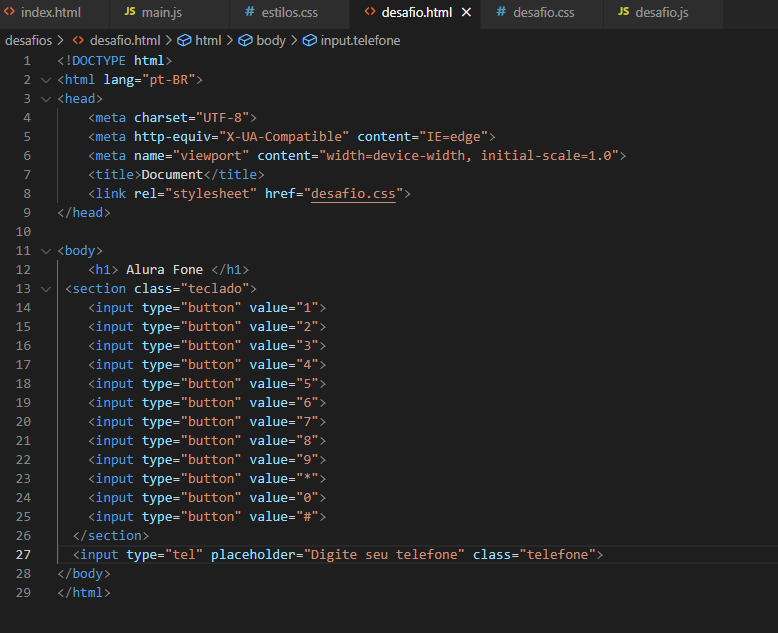 index.html JS main.js # estilos.css <> desafio.html × # desafio.css JS desafio.js
desafios > <> desafio.html > html > body > input.telefone
1 <!DOCTYPE html>
2 <html lang="pt-BR">
3 <head>
4 <meta charset="UTF-8">
5 <meta http-equiv="X-UA-Compatible" content="IE=edge">
6 <meta name="viewport" content="width=device-width, initial-scale=1.0">
7 <title>Document</title>
8 <link rel="stylesheet" href="desafio.css">
9 </head>
10
11 <body>
12 <h1> Alura Fone </h1>
13 <section class="teclado">
14 <input type="button" value="1">
15 <input type="button" value="2">
16 <input type="button" value="3">
17 <input type="button" value="4">
18 <input type="button" value="5">
19 <input type="button" value="6">
20 <input type="button" value="7">
21 <input type="button" value="8">
22 <input type="button" value="9">
23 <input type="button" value="*">
24 <input type="button" value="0">
25 <input type="button" value="#">
26 </section>
27 <input type="tel" placeholder="Digite seu telefone" class="telefone">
28 </body>
29 </html>